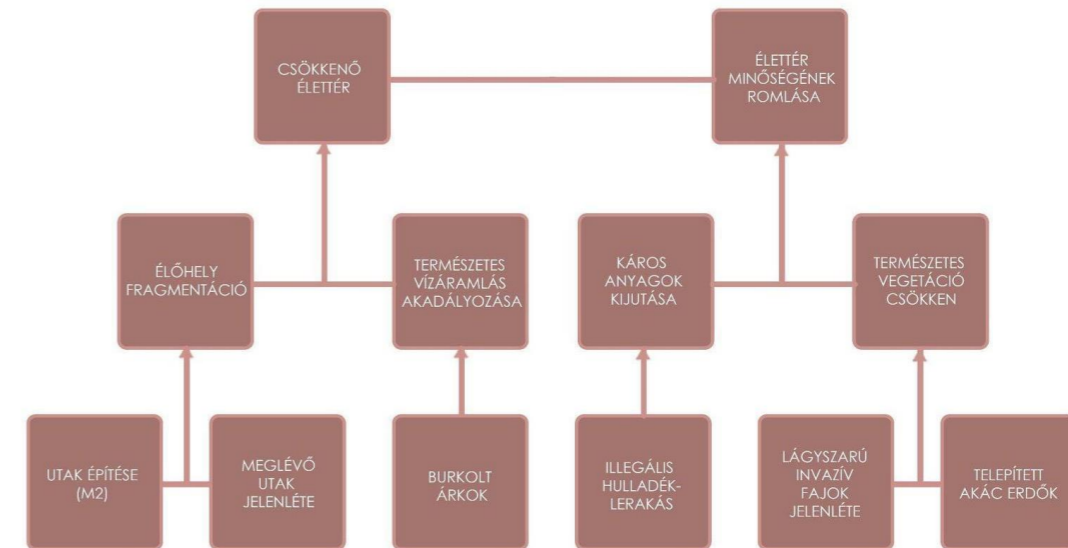 CSÖKKENŐ
ÉLETTÉR
ÉLETTÉR
MINŐSÉGÉNEK
ROMLÁSA
ÉLŐHELY
FRAGMENTÁCIÓ
TERMÉSZETES
VÍZÁRAMLÁS
AKADÁLYOZÁSA
KÁROS
ANYAGOK
KIJUTÁSA
TERMÉSZETES
VEGETÁCIÓ
CSÖKKEN
UTAK ÉPÍTÉSE
(M2)
MEGLÉVŐ
UTAK
JELENLÉTE
BURKOLT
ÁRKOK
ILLEGÁLIS
HULLADÉK-
LERAKÁS
LÁGYSZARÚ
INVAZÍV
FAJOK
JELENLÉTE
TELEPÍTETT
AKÁC ERDŐK